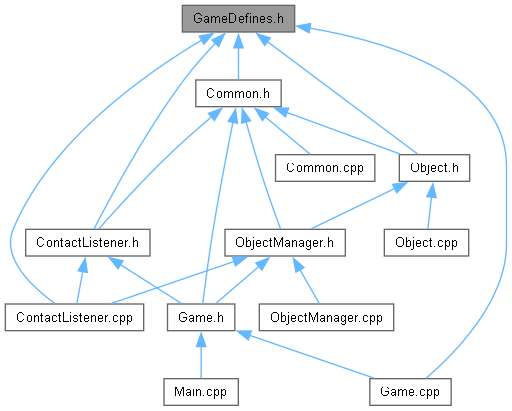 GameDefines.h
Common.h
Common.cpp
Object.h
ContactListener.h
ObjectManager.h
Object.cpp
ContactListener.cpp
Game.h
ObjectManager.cpp
Main.cpp
Game.cpp